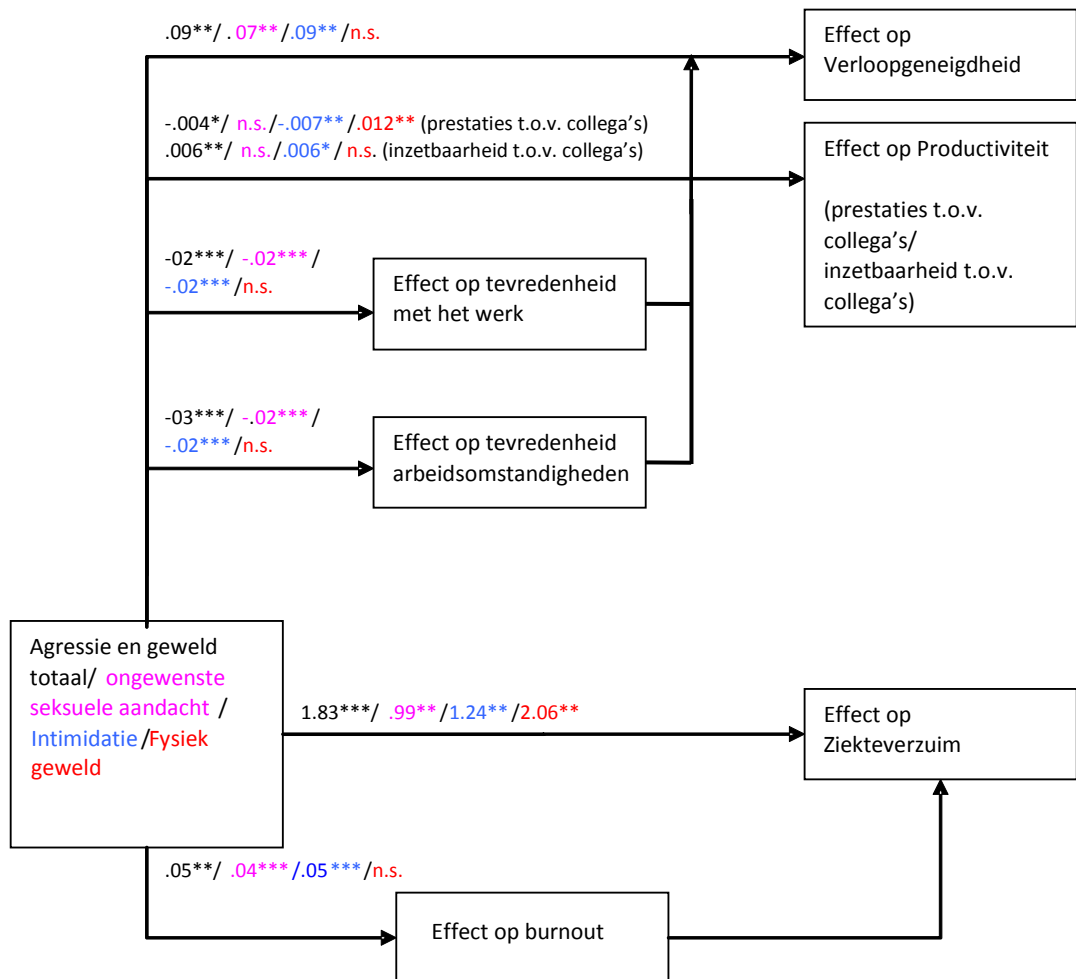 .09**/ .07**/.09** /n.s.
Effect op
Verloopgeneigdheid
-.004*/ n.s./-.007**/.012** (prestaties t.o.v. collega's)
.006**/ n.s./.006*/ n.s. (inzetbaarheid t.o.v. collega's)
Effect op Productiviteit
(prestaties t.o.v.
collega's/
inzetbaarheid t.o.v.
collega's)
-02***/ -.02*** /
-.02*** /n.s.
Effect op tevredenheid
met het werk
-03***/ -.02*** /
-.02*** /n.s.
Effect op tevredenheid
arbeidsomstandigheden
Agressie en geweld
totaal/ ongewenste
seksuele aandacht /
Intimidatie /Fysiek
geweld
1.83***/ .99**/1.24**/2.06**
Effect op
Ziekteverzuim
.05**/ .04***/.05 ***/n.s.
Effect op burnout